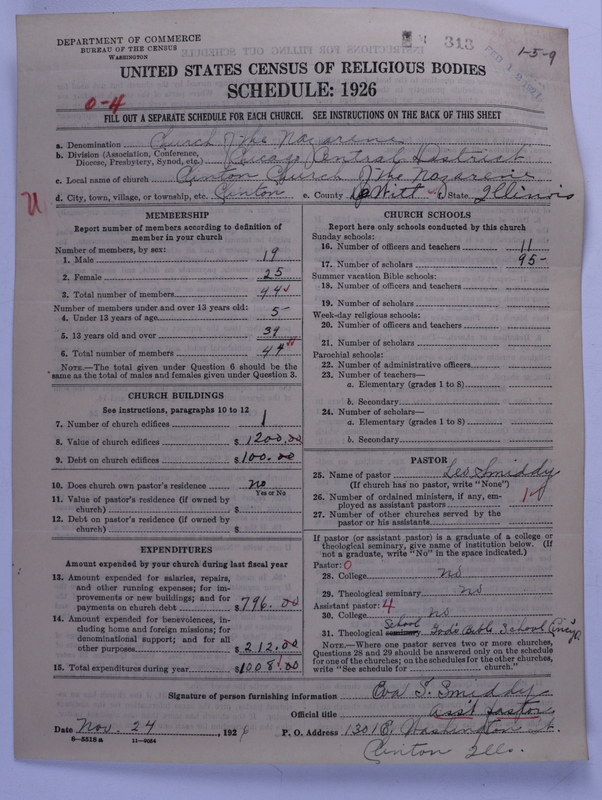 DEPARTMENT OF COMMERCE
BUREAU OF THE CENSUS
WASHINGTON
313
1-5-9
UNITED STATES CENSUS OF RELIGIOUS BODIES
SCHEDULE: 1926
0-4
FILL OUT A SEPARATE SCHEDULE FOR EACH CHURCH. SEE INSTRUCTIONS ON THE BACK OF THIS SHEET
a. Denomination Church of the Nazarene
b. Division (Association, Conference, Diocese, Presbytery, Synod, etc.) Chicago Central District
c. Local name of church Clinton Church of the Nazarene
d. City, town, village, or township, etc. Clinton e. County De Witt f. State Illinois
MEMBERSHIP
Report number of members according to definition of
member in your church
Number of members, by sex:
1. Male 19
2. Female 25
3. Total number of members 44
Number of members under and over 13 years old:
4. Under 13 years of age 5
5. 13 years old and over 39
6. Total number of members 44
NOTE.—The total given under Question 6 should be the
same as the total of males and females given under Question 3.
CHURCH BUILDINGS
See instructions, paragraphs 10 to 12
7. Number of church edifices 1
8. Value of church edifices $1200.00
9. Debt on church edifices $100.00
10. Does church own pastor's residence no
Yes or No
11. Value of pastor's residence (if owned by
church) $
12. Debt on pastor's residence (if owned by
church) $
EXPENDITURES
Amount expended by your church during last fiscal year
13. Amount expended for salaries, repairs,
and other running expenses; for im-
provements or new buildings; and for
payments on church debt $796.00
14. Amount expended for benevolences, in-
cluding home and foreign missions; for
denominational support; and for all
other purposes $212.00
15. Total expenditures during year $1008.00
CHURCH SCHOOLS
Report here only schools conducted by this church
Sunday schools:
16. Number of officers and teachers 11
17. Number of scholars 95
Summer vacation Bible schools:
18. Number of officers and teachers
19. Number of scholars
Week-day religious schools:
20. Number of officers and teachers
21. Number of scholars
Parochial schools:
22. Number of administrative officers
23. Number of teachers—
a. Elementary (grades 1 to 8)
b. Secondary
24. Number of scholars—
a. Elementary (grades 1 to 8)
b. Secondary
PASTOR
25. Name of pastor Leo Smiddy
(If church has no pastor, write "None")
26. Number of ordained ministers, if any, em-
ployed as assistant pastors 1
27. Number of other churches served by the
pastor or his assistants
If pastor (or assistant pastor) is a graduate of a college or
theological seminary, give name of institution below. (If
not a graduate, write "No" in the space indicated.)
Pastor: 0
28. College no
29. Theological seminary no
Assistant pastor: 4
30. College no
School
31. Theological seminary God's Bible School
NOTE.—Where one pastor serves two or more churches,
Questions 28 and 29 should be answered only on the schedule
for one of the churches; on the schedules for the other churches,
write "See schedule for church."
Signature of person furnishing information Eva S. Smiddy
Official title Ass't Pastor
Date Nov. 24, 1926 P. O. Address 1301 E. Washington St.
8—5518 a 11—9064
Clinton Ills.